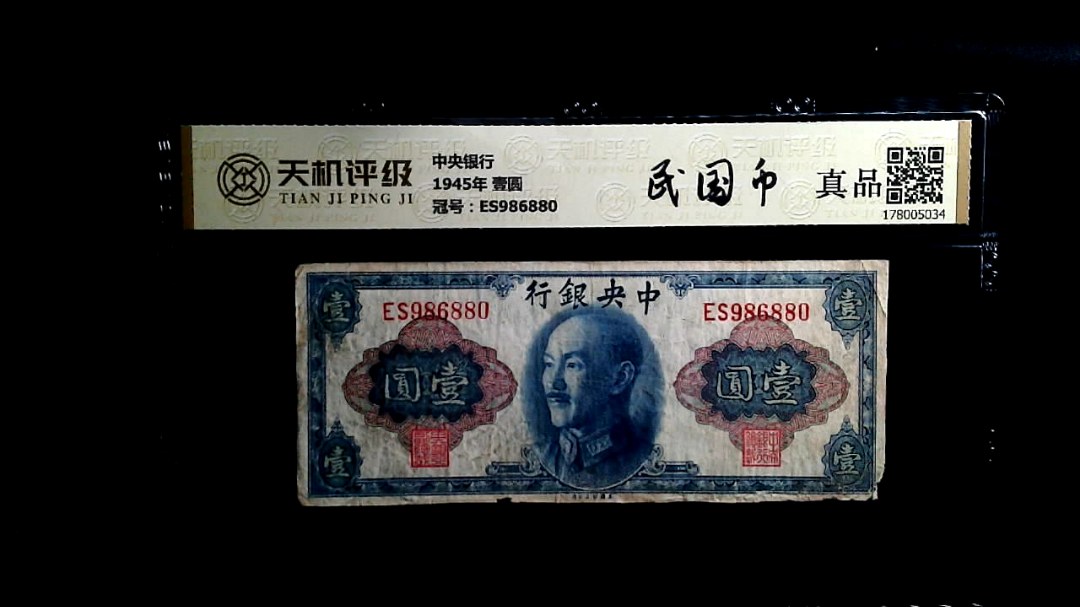 天机评级
TIAN JI PING JI
中央银行
1945年 壹圆
冠号：ES986880
民国币
真品
178005034
行銀央中
ES986880
ES986880
壹
壹
圓壹
圓壹
壹
壹